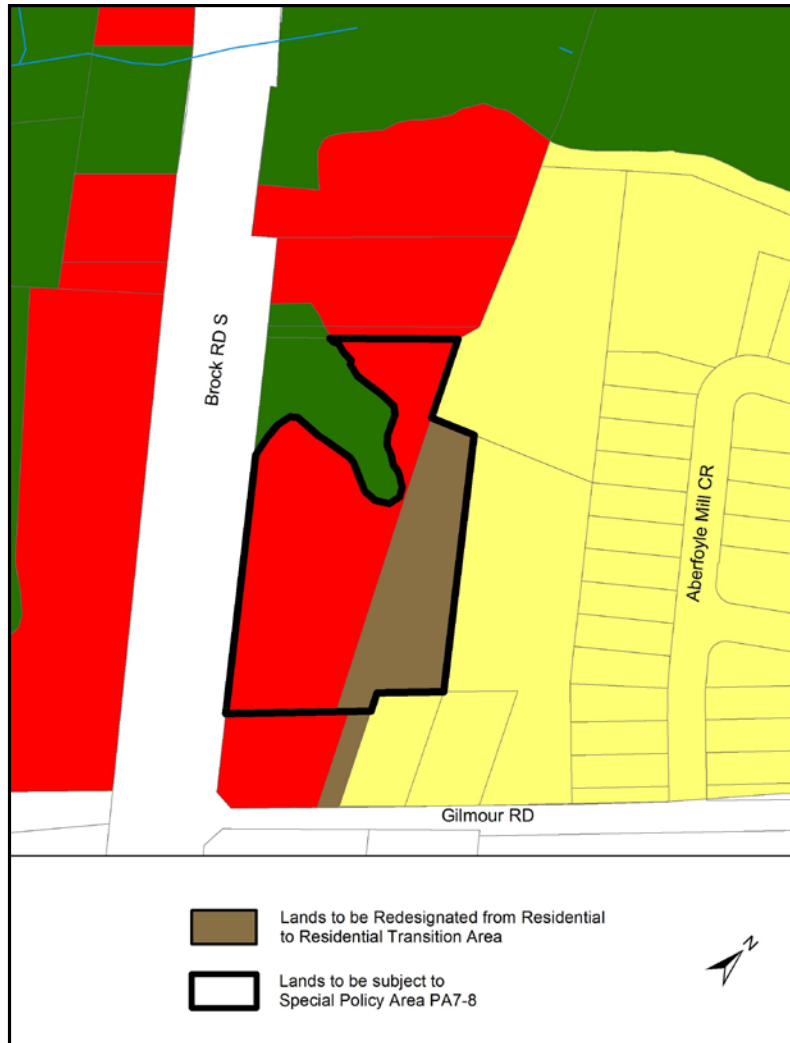 Brock RD S
Aberfoyle Mill CR
Gilmour RD
Lands to be Redesignated from Residential
to Residential Transition Area
Lands to be subject to
Special Policy Area PA7-8
N